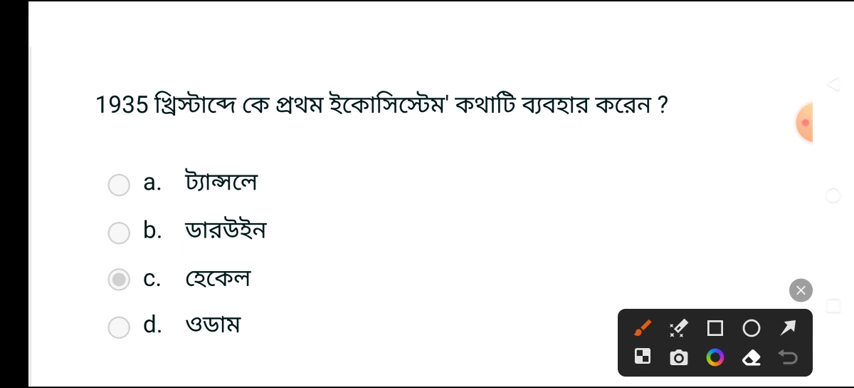 1935 খ্রিস্টাব্দে কে প্রথম ইকোসিস্টেম' কথাটি ব্যবহার করেন ?
a. ট্যান্সলে
b. ডারউইন
c. হেকেল
d. ওডাম